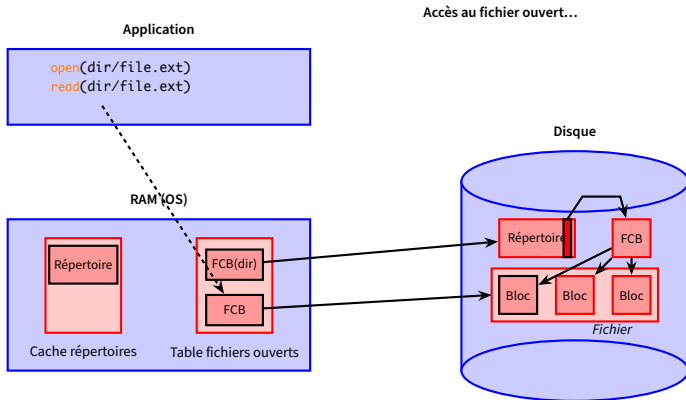 Accès au fichier ouvert…
Application
open(dir/file.ext)
read(dir/file.ext)
Disque
RAM (OS)
Répertoire
FCB
Répertoire
FCB(dir)
FCB
Bloc
Bloc
Bloc
Fichier
Cache répertoires
Table fichiers ouverts